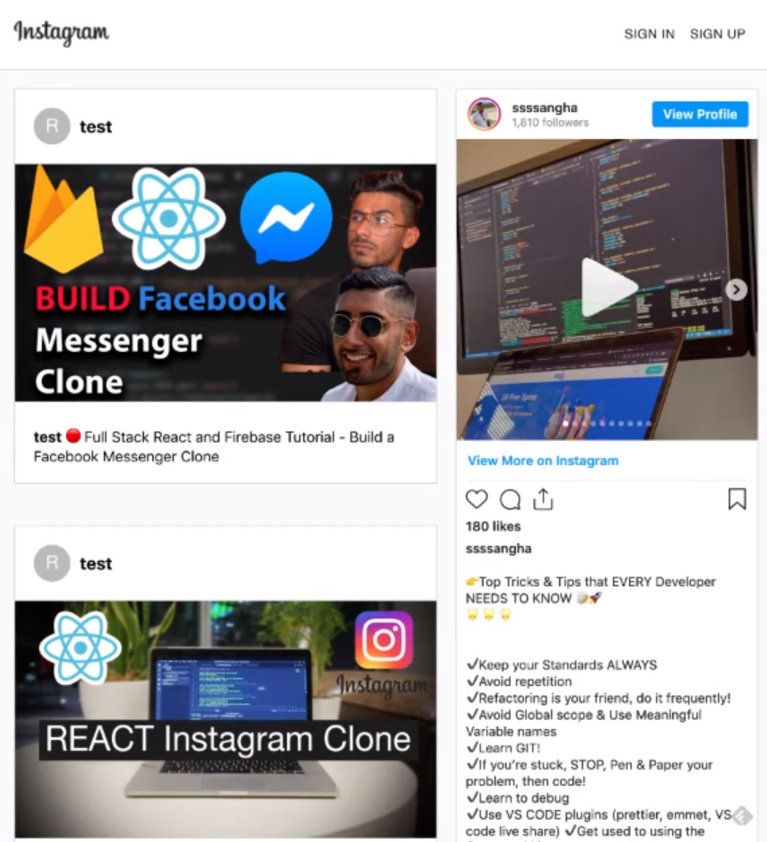 Instagram
SIGN IN SIGN UP
R test
BUILD Facebook
Messenger
Clone
test 🔴 Full Stack React and Firebase Tutorial - Build a
Facebook Messenger Clone
R test
Instagram
REACT Instagram Clone
ssssangha
1,810 followers
View Profile
View More on Instagram
180 likes
ssssangha
👉Top Tricks & Tips that EVERY Developer
NEEDS TO KNOW 📝🚀
✔Keep your Standards ALWAYS
✔Avoid repetition
✔Refactoring is your friend, do it frequently!
✔Avoid Global scope & Use Meaningful
Variable names
✔Learn GIT!
✔If you're stuck, STOP, Pen & Paper your
problem, then code!
✔Learn to debug
✔Use VS CODE plugins (prettier, emmet, VS
code live share) ✔Get used to using the